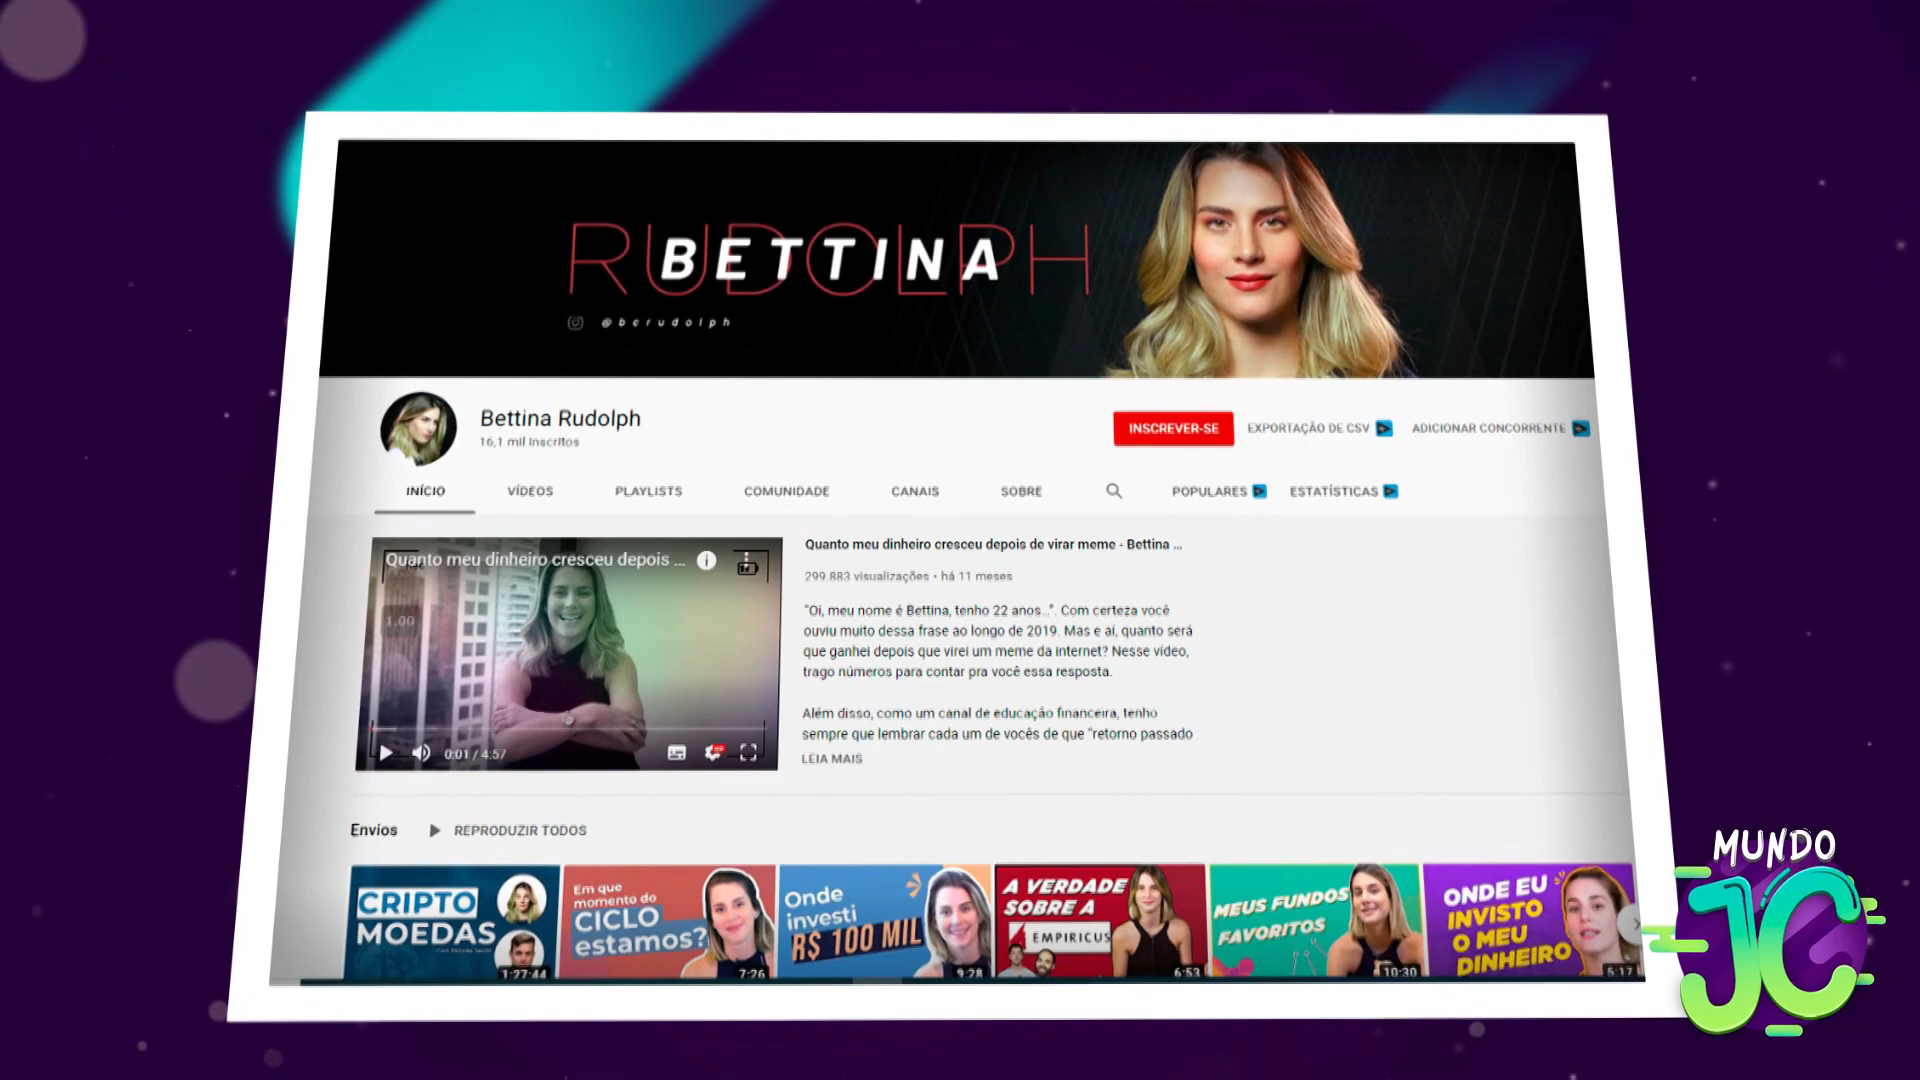 RUDOLPH
BETTINA
@berudolph
Bettina Rudolph
16,1 mil inscritos
INSCREVER-SE
EXPORTAÇÃO DE CSV
ADICIONAR CONCORRENTE
INÍCIO
VÍDEOS
PLAYLISTS
COMUNIDADE
CANAIS
SOBRE
POPULARES
ESTATÍSTICAS
Quanto meu dinheiro cresceu depois ...
1.00
0:01 / 4:57
Quanto meu dinheiro cresceu depois de virar meme - Bettina ...
299.883 visualizações • há 11 meses
"Oi, meu nome é Bettina, tenho 22 anos...". Com certeza você
ouviu muito dessa frase ao longo de 2019. Mas e aí, quanto será
que ganhei depois que virei um meme da internet? Nesse vídeo,
trago números para contar pra você essa resposta.
Além disso, como um canal de educação financeira, tenho
sempre que lembrar cada um de vocês de que "retorno passado
LEIA MAIS
Envios
REPRODUZIR TODOS
CRIPTO
MOEDAS
1:27:44
Em que
momento do
CICLO
estamos?
7:26
Onde
investi
R$ 100 MIL
9:28
A VERDADE
SOBRE A
EMPIRICUS
6:53
MEUS FUNDOS
FAVORITOS
10:30
ONDE EU
INVISTO
O MEU
DINHEIRO
5:17
MUNDO
JC